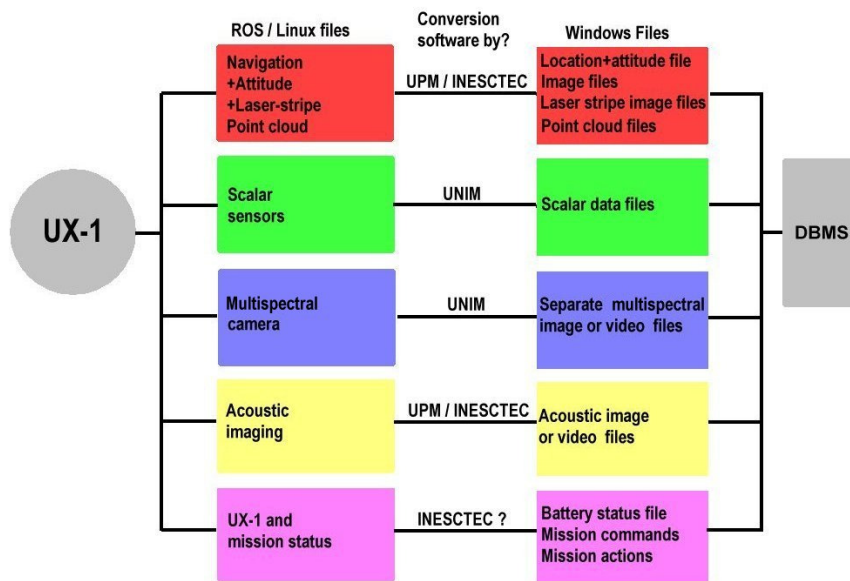 ROS / Linux files
Conversion
software by?
Windows Files
UX-1
Navigation
+Attitude
+Laser-stripe
Point cloud
UPM / INESCTEC
Location+attitude file
Image files
Laser stripe image files
Point cloud files
Scalar
sensors
UNIM
Scalar data files
Multispectral
camera
UNIM
Separate multispectral
image or video files
Acoustic
imaging
UPM / INESCTEC
Acoustic image
or video files
UX-1 and
mission status
INESCTEC ?
Battery status file
Mission commands
Mission actions
DBMS